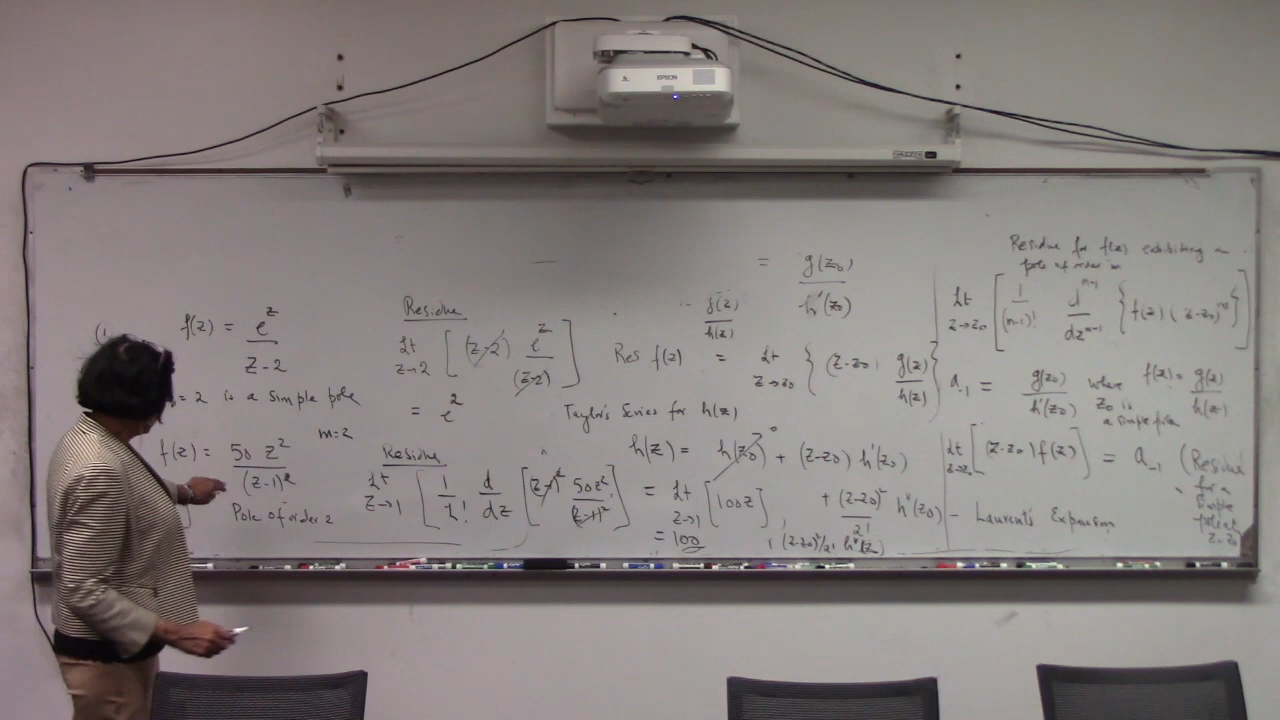 EPSON
f(z) = e^z / (z-2)
= 2 is a simple pole
f(z) = 50 z^2 / (z-1)^2
m=2
Pole of order 2
Residue
Lt z→2 [ (z-2) e^z / (z-2) ]
= e^2
Residue
Lt z→1 [ 1/1! d/dz [ (z-1)^2 50z^2 / (z-1)^2 ]
= Lt z→1 [100z]
= 100
= g(z0) / h'(z0)
g(z) / h(z)
Res f(z) = Lt z→z0 { (z-z0) g(z) / h(z) }
Taylor's Series for h(z)
h(z) = h(z0) + (z-z0) h'(z0)
+ (z-z0)^2 / 2! h"(z0)
Residue for f(z) exhibiting a
pole of order m
Lt z→z0 [ 1/(m-1)! d^(m-1)/dz^(m-1) { f(z) (z-z0)^m } ]
a-1 = g(z0) / h'(z0) where f(z) = g(z) / h(z)
z0 is
a simple pole
Lt z→z0 [ (z-z0) f(z) ] = a-1 (Residue
for a
simple
pole at
z=z0
- Laurent's Expansion